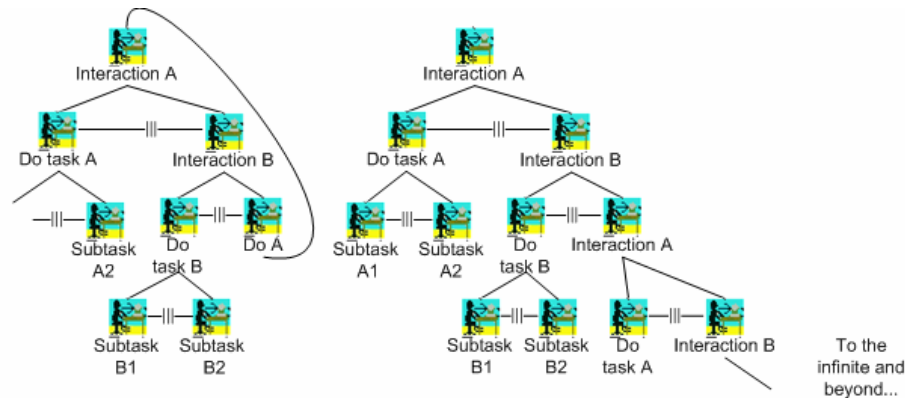 Interaction A
Do task A
Interaction B
Subtask
A2
Do
task B
Do A
Subtask
B1
Subtask
B2
Interaction A
Do task A
Interaction B
Subtask
A1
Subtask
A2
Do
task B
Interaction A
Subtask
B1
Subtask
B2
Do
task A
Interaction B
To the
infinite and
beyond...